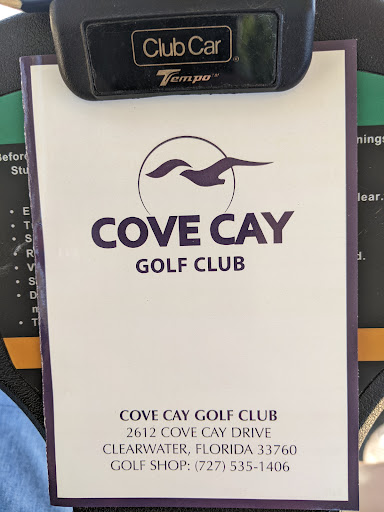 Club Car
Tempo
COVE CAY
GOLF CLUB
COVE CAY GOLF CLUB
2612 COVE CAY DRIVE
CLEARWATER, FLORIDA 33760
GOLF SHOP: (727) 535-1406